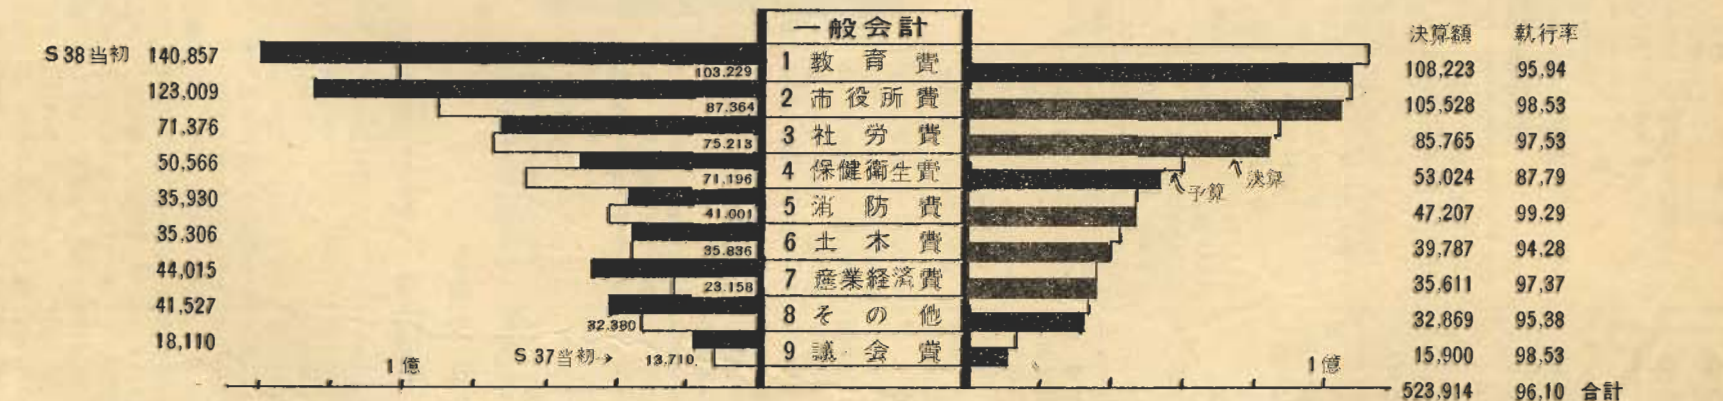 一般会計
決算額 執行率
S38当初 140,857 103.229 1 教育費 108,223 95,94
123,009 87,364 2 市役所費 105,528 98,53
71,376 75.213 3 社労費 85.765 97,53
50,566 71,196 4 保健衛生費 53.024 87,79
予算 決算
35,930 41.001 5 消防費 47,207 99.29
35,306 35.836 6 土木費 39,787 94.28
44,015 23.158 7 産業経済費 35.611 97,37
41,527 32.380 8 その他 32,869 95,38
18,110 S 37当初→ 13,710 9 議会費 15,900 98,53
1億 1億
523,914 96,10 合計